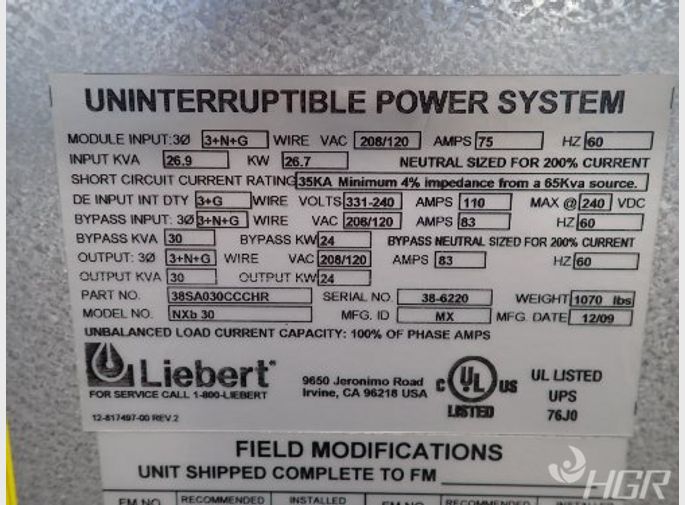 UNINTERRUPTIBLE POWER SYSTEM
MODULE INPUT:3Ø 3+N+G WIRE VAC 208/120 AMPS 75 HZ 60
INPUT KVA 26.9 KW 26.7 NEUTRAL SIZED FOR 200% CURRENT
SHORT CIRCUIT CURRENT RATING 35KA Minimum 4% impedance from a 65Kva source.
DE INPUT INT DTY 3+G WIRE VOLTS 331-240 AMPS 110 MAX @ 240 VDC
BYPASS INPUT: 3Ø 3+N+G WIRE VAC 208/120 AMPS 83 HZ 60
BYPASS KVA 30 BYPASS KW 24 BYPASS NEUTRAL SIZED FOR 200% CURRENT
OUTPUT: 3Ø 3+N+G WIRE VAC 208/120 AMPS 83 HZ 60
OUTPUT KVA 30 OUTPUT KW 24
PART NO. 38SA030CCCHR SERIAL NO. 38-6220 WEIGHT 1070 lbs
MODEL NO. NXb 30 MFG. ID MX MFG. DATE 12/09
UNBALANCED LOAD CURRENT CAPACITY: 100% OF PHASE AMPS
Liebert®
FOR SERVICE CALL 1-800-LIEBERT
9650 Jeronimo Road
Irvine, CA 96218 USA
C UL US
LISTED
UL LISTED
UPS
76J0
12-817497-00 REV.2
FIELD MODIFICATIONS
UNIT SHIPPED COMPLETE TO FM
FM NO. RECOMMENDED INSTALLED FM NO. RECOMMENDED INSTALLED
HGR